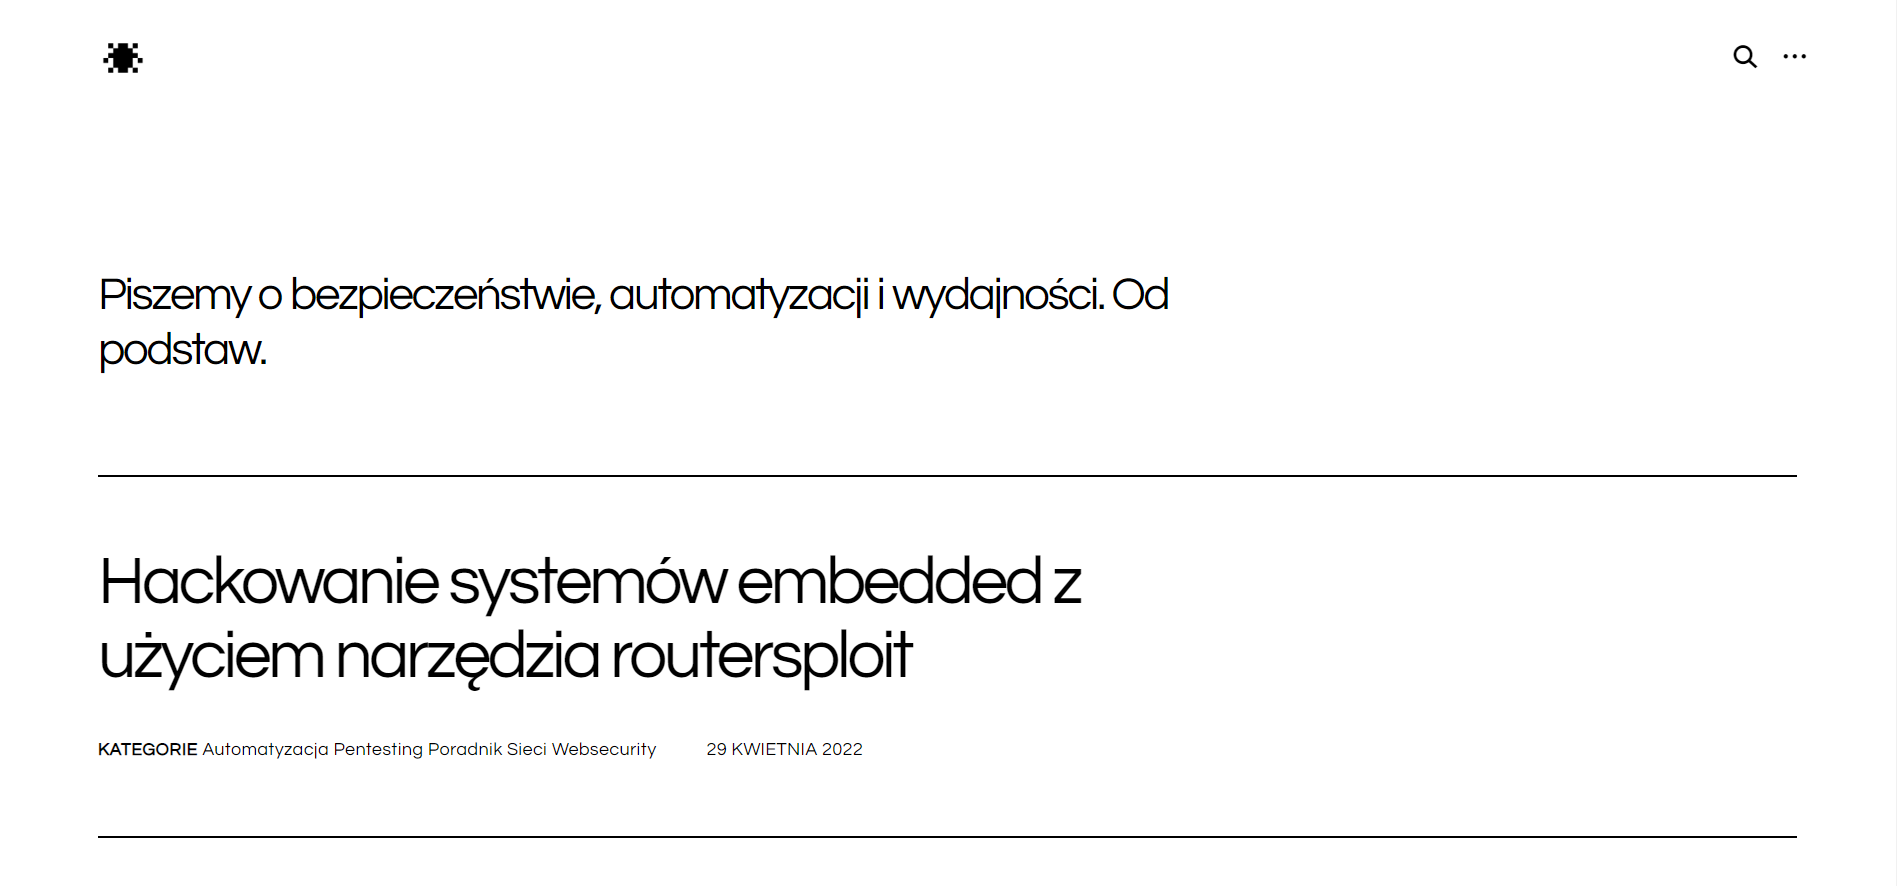 Piszemy o bezpieczeństwie, automatyzacji i wydajności. Od
podstaw.
Hackowanie systemów embedded z
użyciem narzędzia routersploit
KATEGORIE Automatyzacja Pentesting Poradnik Sieci Websecurity 29 KWIETNIA 2022